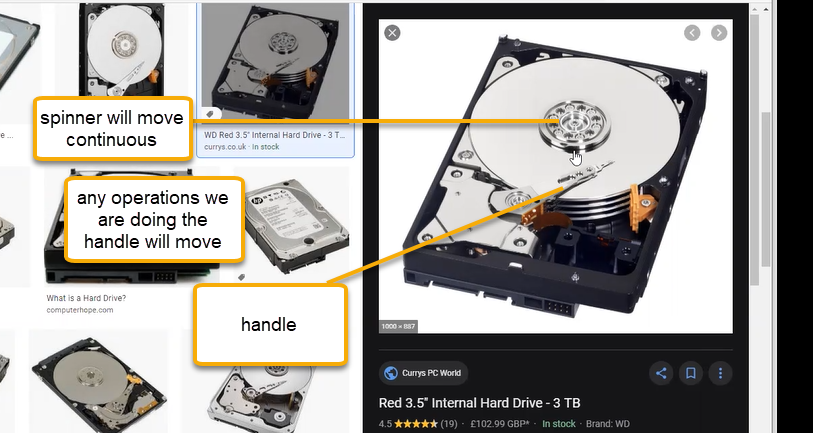 WD Red 3.5" Internal Hard Drive - 3 T...
currys.co.uk · In stock
e ...
spinner will move
continuous
any operations we
are doing the
handle will move
What is a Hard Drive?
computerhope.com
handle
hp
1000 × 887
Currys PC World
Red 3.5" Internal Hard Drive - 3 TB
4.5 ★★★★★ (19) · £102.99 GBP* · In stock · Brand: WD